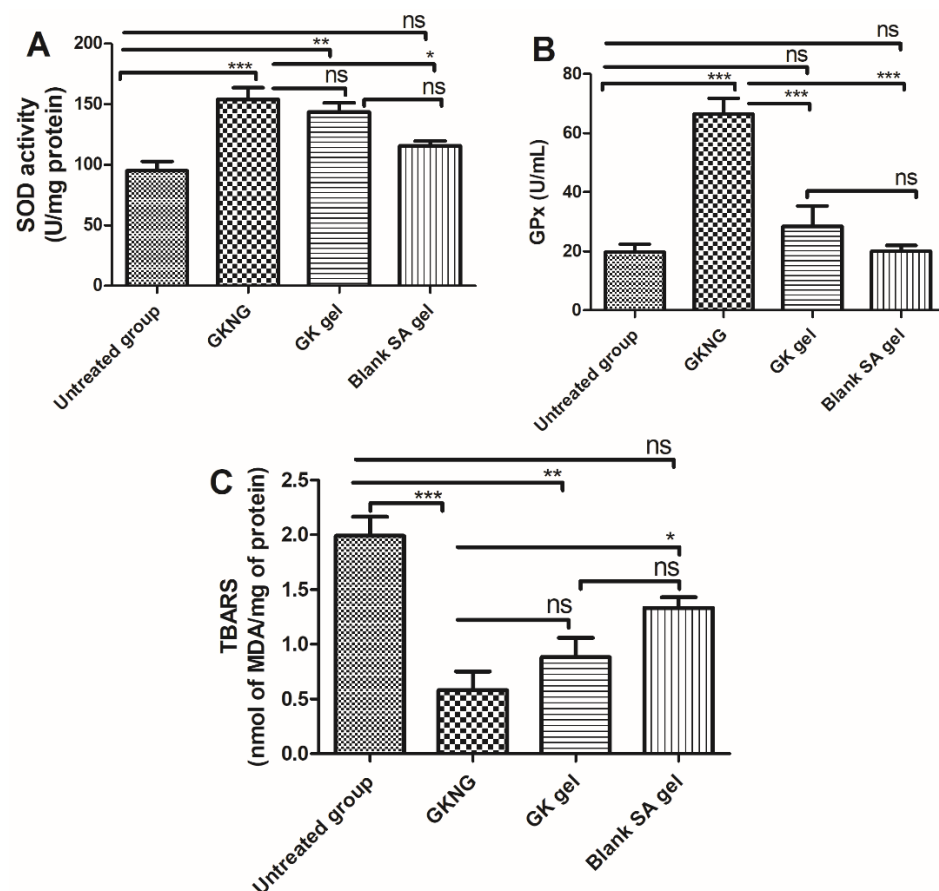 A
SOD activity
(U/mg protein)
200
150
100
50
0
ns
**
*
***
ns
ns
Untreated group
GKNG
GK gel
Blank SA gel
B
GPx (U/mL)
80
60
40
20
0
ns
ns
***
***
***
ns
Untreated group
GKNG
GK gel
Blank SA gel
C
TBARS
(nmol of MDA/mg of protein)
2.5
2.0
1.5
1.0
0.5
0.0
ns
**
***
*
ns
ns
Untreated group
GKNG
GK gel
Blank SA gel